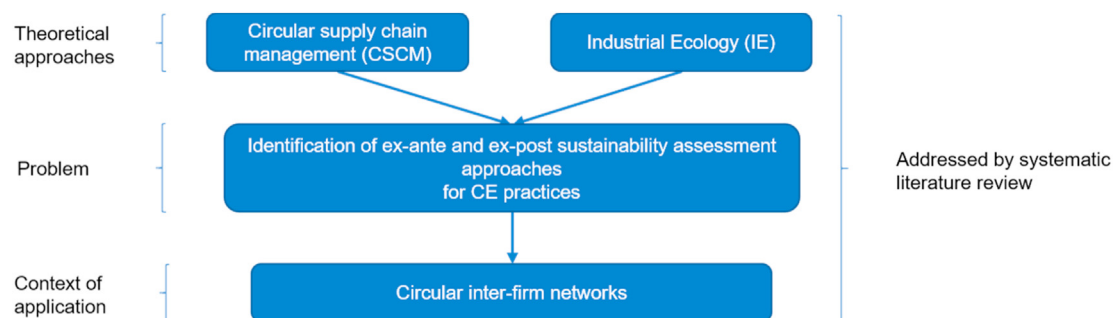 Theoretical
approaches
Circular supply chain
management (CSCM)
Industrial Ecology (IE)
Problem
Identification of ex-ante and ex-post sustainability assessment
approaches
for CE practices
Addressed by systematic
literature review
Context of
application
Circular inter-firm networks